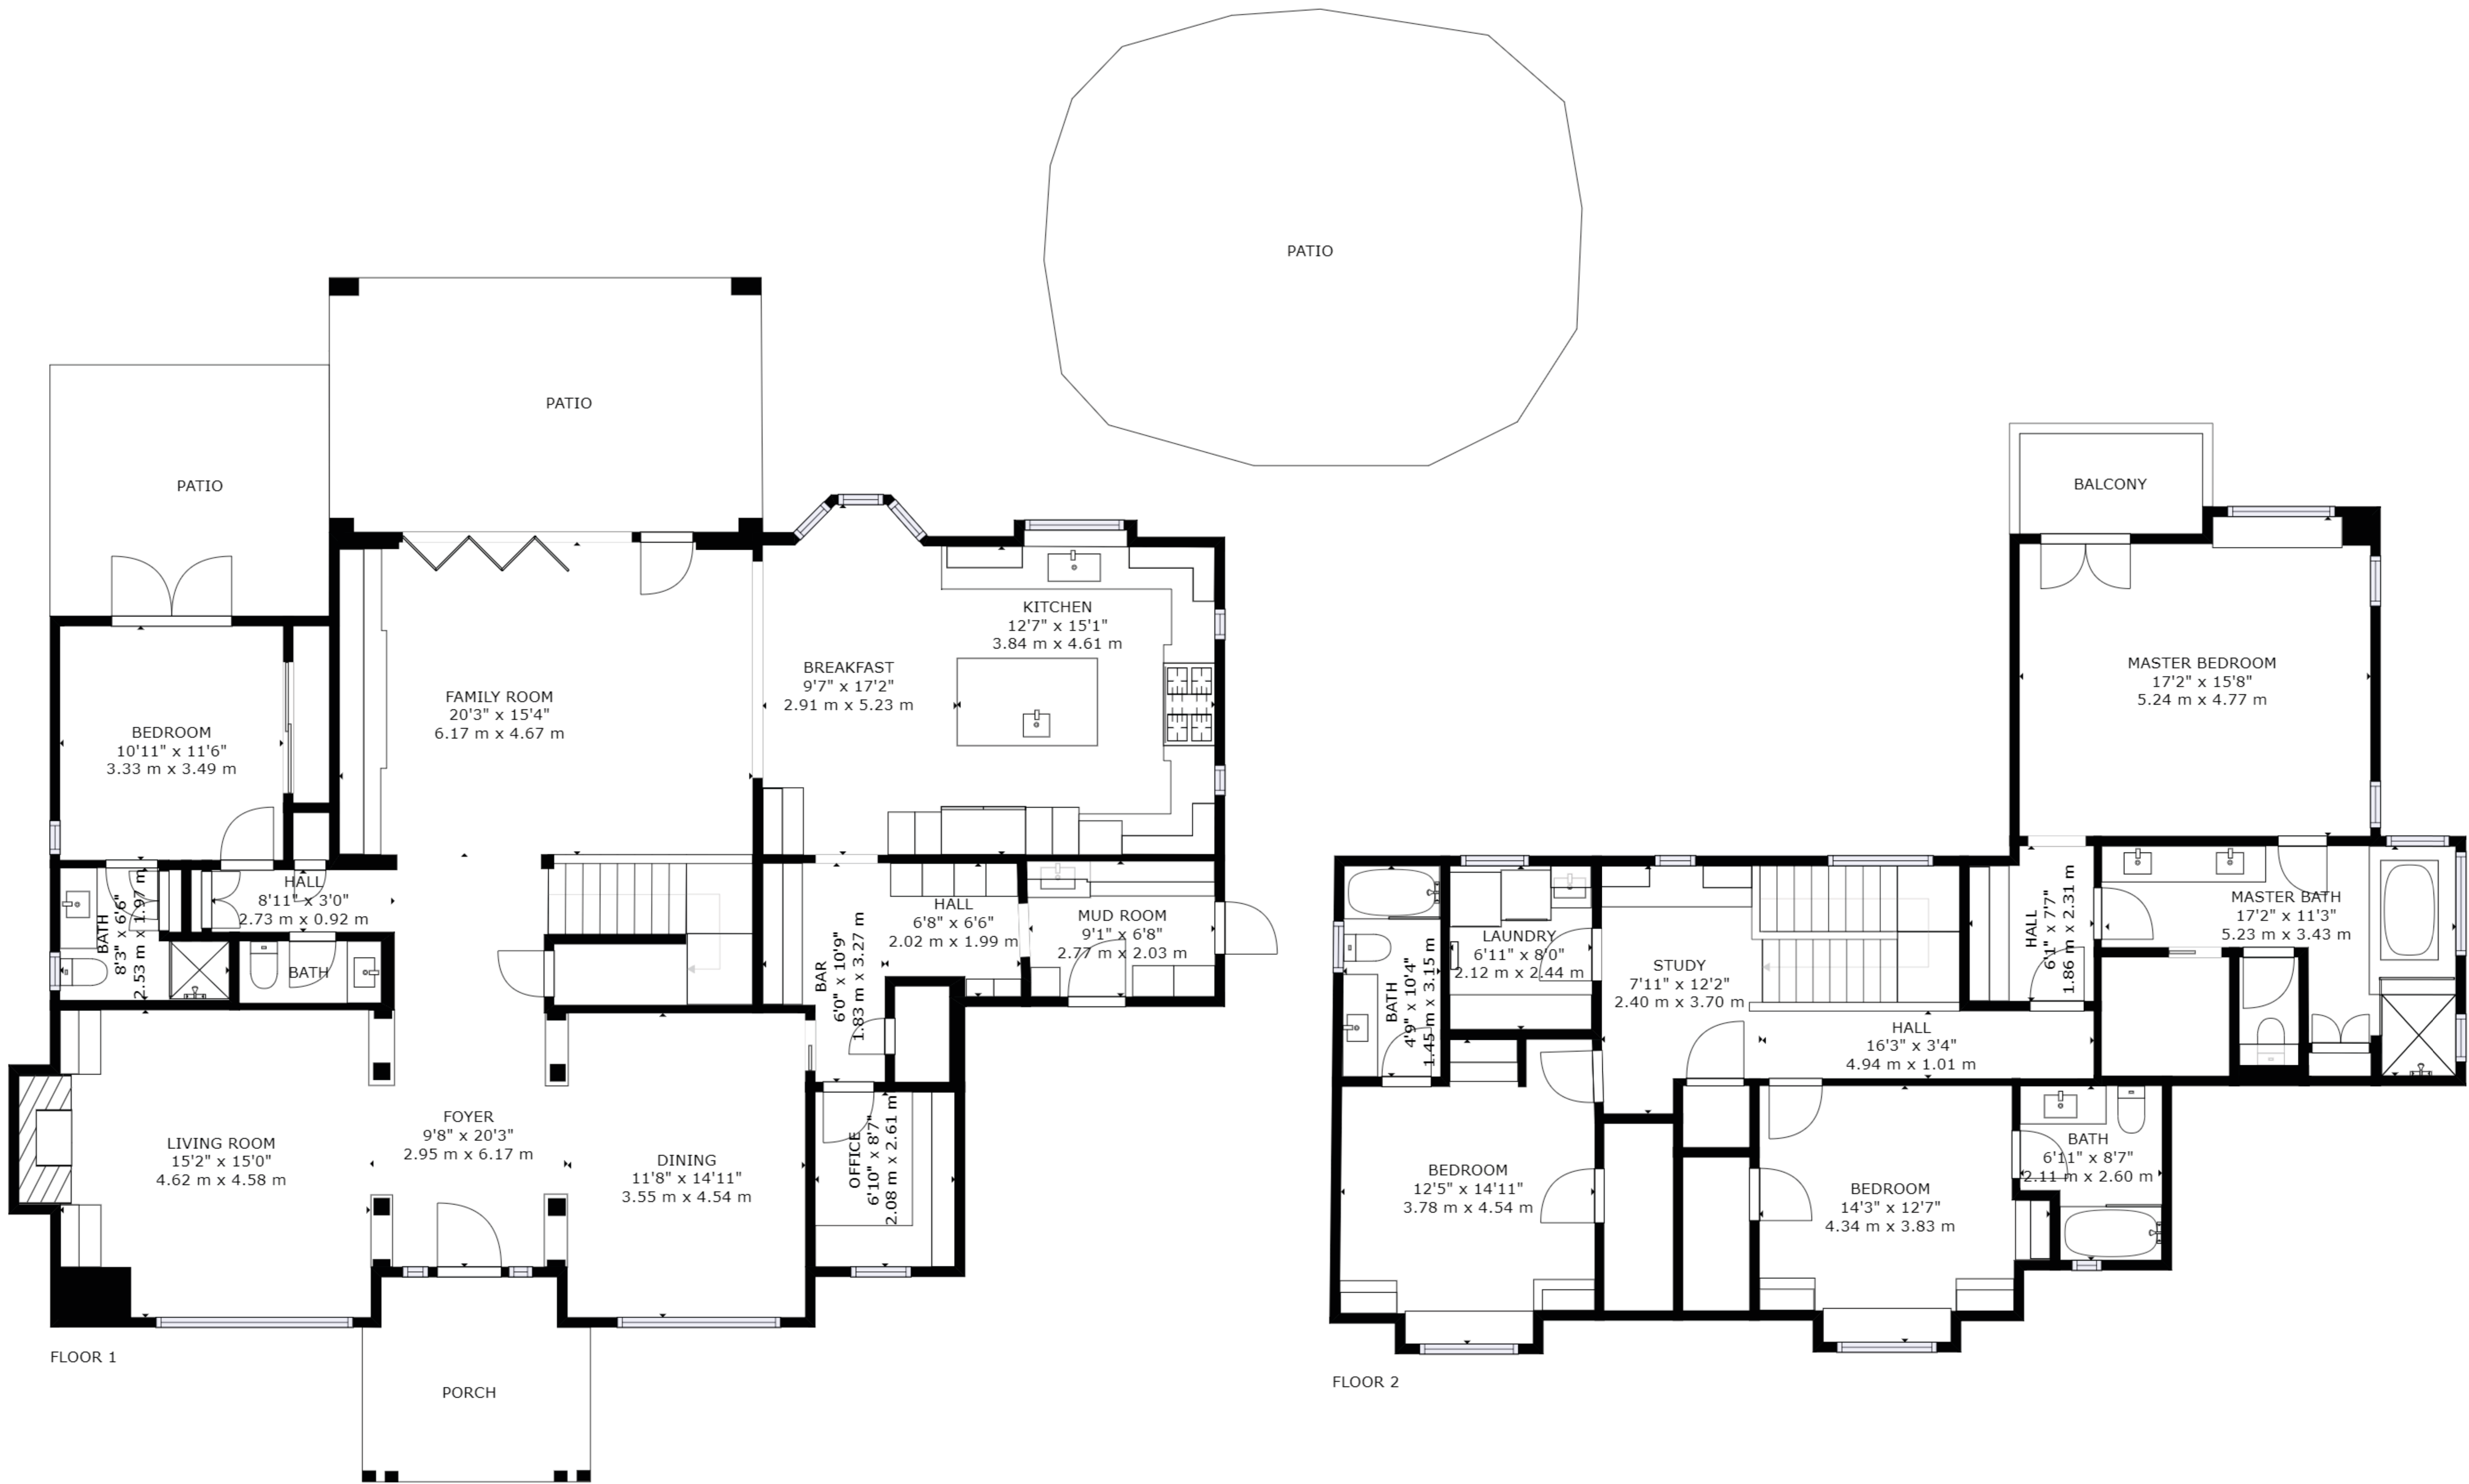 PATIO
PATIO
PATIO
FAMILY ROOM
20'3" x 15'4"
6.17 m x 4.67 m
BREAKFAST
9'7" x 17'2"
2.91 m x 5.23 m
KITCHEN
12'7" x 15'1"
3.84 m x 4.61 m
BEDROOM
10'11" x 11'6"
3.33 m x 3.49 m
BATH
8'3" x 6'6"
2.53 m x 1.97 m
HALL
8'11" x 3'0"
2.73 m x 0.92 m
BATH
BAR
6'0" x 10'9"
1.83 m x 3.27 m
HALL
6'8" x 6'6"
2.02 m x 1.99 m
MUD ROOM
9'1" x 6'8"
2.77 m x 2.03 m
LIVING ROOM
15'2" x 15'0"
4.62 m x 4.58 m
FOYER
9'8" x 20'3"
2.95 m x 6.17 m
DINING
11'8" x 14'11"
3.55 m x 4.54 m
OFFICE
6'10" x 8'7"
2.08 m x 2.61 m
FLOOR 1
PORCH
BALCONY
MASTER BEDROOM
17'2" x 15'8"
5.24 m x 4.77 m
HALL
6'1" x 7'7"
1.86 m x 2.31 m
MASTER BATH
17'2" x 11'3"
5.23 m x 3.43 m
BATH
4'9" x 10'4"
1.45 m x 3.15 m
LAUNDRY
6'11" x 8'0"
2.12 m x 2.44 m
STUDY
7'11" x 12'2"
2.40 m x 3.70 m
HALL
16'3" x 3'4"
4.94 m x 1.01 m
BEDROOM
12'5" x 14'11"
3.78 m x 4.54 m
BEDROOM
14'3" x 12'7"
4.34 m x 3.83 m
BATH
6'11" x 8'7"
2.11 m x 2.60 m
FLOOR 2